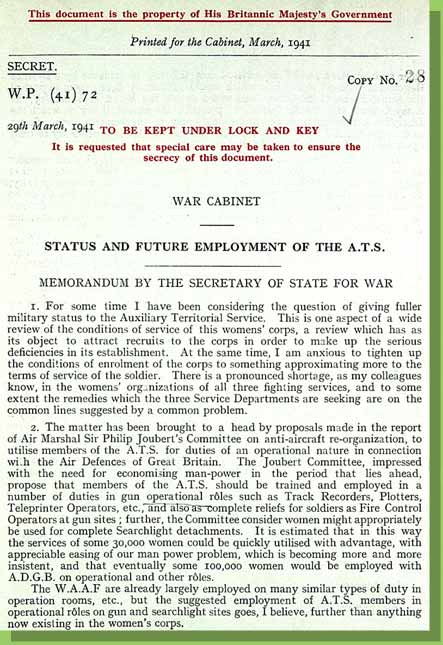 This document is the property of His Britannic Majesty's Government
Printed for the Cabinet, March, 1941
SECRET.
COPY NO. 28
W.P. (41) 72
29th March, 1941 TO BE KEPT UNDER LOCK AND KEY
It is requested that special care may be taken to ensure the
secrecy of this document.
WAR CABINET
STATUS AND FUTURE EMPLOYMENT OF THE A.T.S.
MEMORANDUM BY THE SECRETARY OF STATE FOR WAR
1. For some time I have been considering the question of giving fuller
military status to the Auxiliary Territorial Service. This is one aspect of a wide
review of the conditions of service of this womens' corps, a review which has as
its object to attract recruits to the corps in order to make up the serious
deficiencies in its establishment. At the same time, I am anxious to tighten up
the conditions of enrolment of the corps to something approximating more to the
terms of service of the soldier. There is a pronounced shortage, as my colleagues
know, in the womens' organizations of all three fighting services, and to some
extent the remedies which the three Service Departments are seeking are on the
common lines suggested by a common problem.
2. The matter has been brought to a head by proposals made in the report
of Air Marshal Sir Philip Joubert's Committee on anti-aircraft re-organization, to
utilise members of the A.T.S. for duties of an operational nature in connection
with the Air Defences of Great Britain. The Joubert Committee, impressed
with the need for economising man-power in the period that lies ahead,
propose that members of the A.T.S. should be trained and employed in a
number of duties in gun operational rôles such as Track Recorders, Plotters,
Teleprinter Operators, etc., and also as complete reliefs for soldiers as Fire Control
Operators at gun sites; further, the Committee consider women might appropriately
be used for complete Searchlight detachments. It is estimated that in this way
the services of some 30,000 women could be quickly utilised with advantage, with
appreciable easing of our man power problem, which is becoming more and more
insistent, and that eventually some 100,000 women would be employed with
A.D.G.B. on operational and other rôles.
The W.A.A.F are already largely employed on many similar types of duty in
operation rooms, etc., but the suggested employment of A.T.S. members in
operational rôles on gun and searchlight sites goes, I believe, further than anything
now existing in the women's corps.